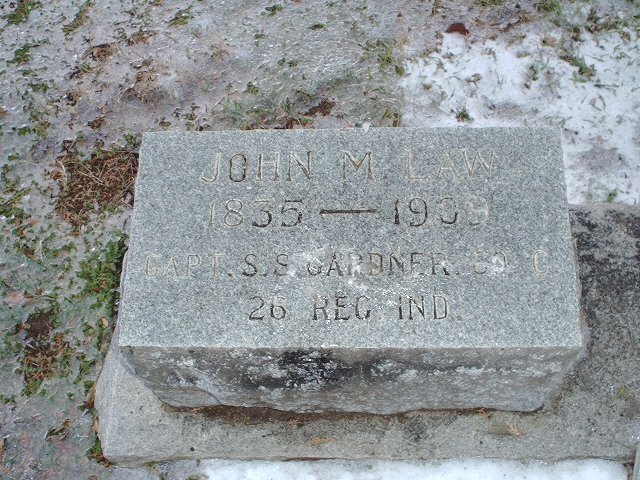 JOHN M. LAW
1835 — 1909
CAPT. S. S. GARDNER. CO. C.
26 REG. IND.